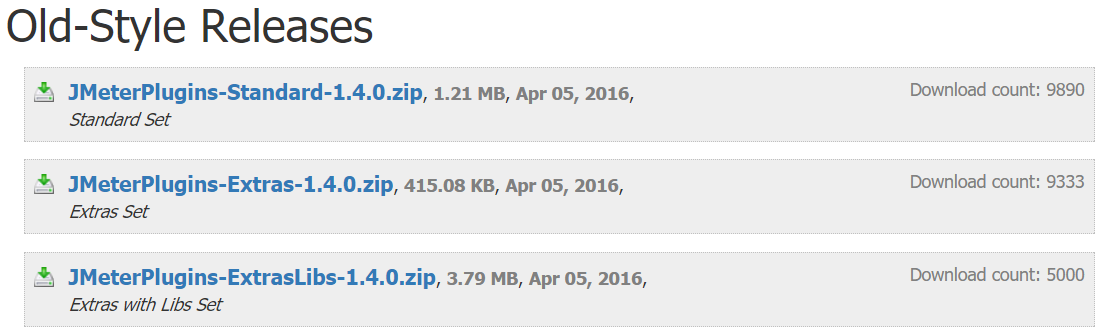 Old-Style Releases
JMeterPlugins-Standard-1.4.0.zip, 1.21 MB, Apr 05, 2016, Download count: 9890
Standard Set
JMeterPlugins-Extras-1.4.0.zip, 415.08 KB, Apr 05, 2016, Download count: 9333
Extras Set
JMeterPlugins-ExtrasLibs-1.4.0.zip, 3.79 MB, Apr 05, 2016, Download count: 5000
Extras with Libs Set